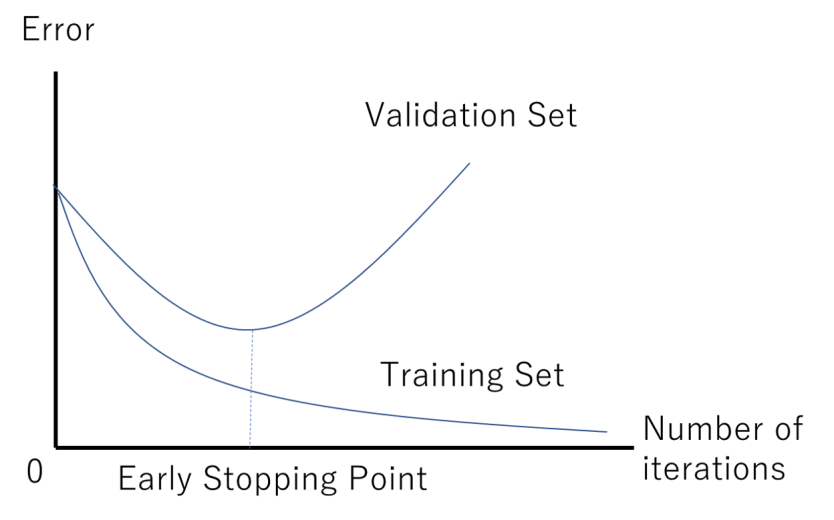 Error
Validation Set
Training Set
Number of
iterations
0
Early Stopping Point